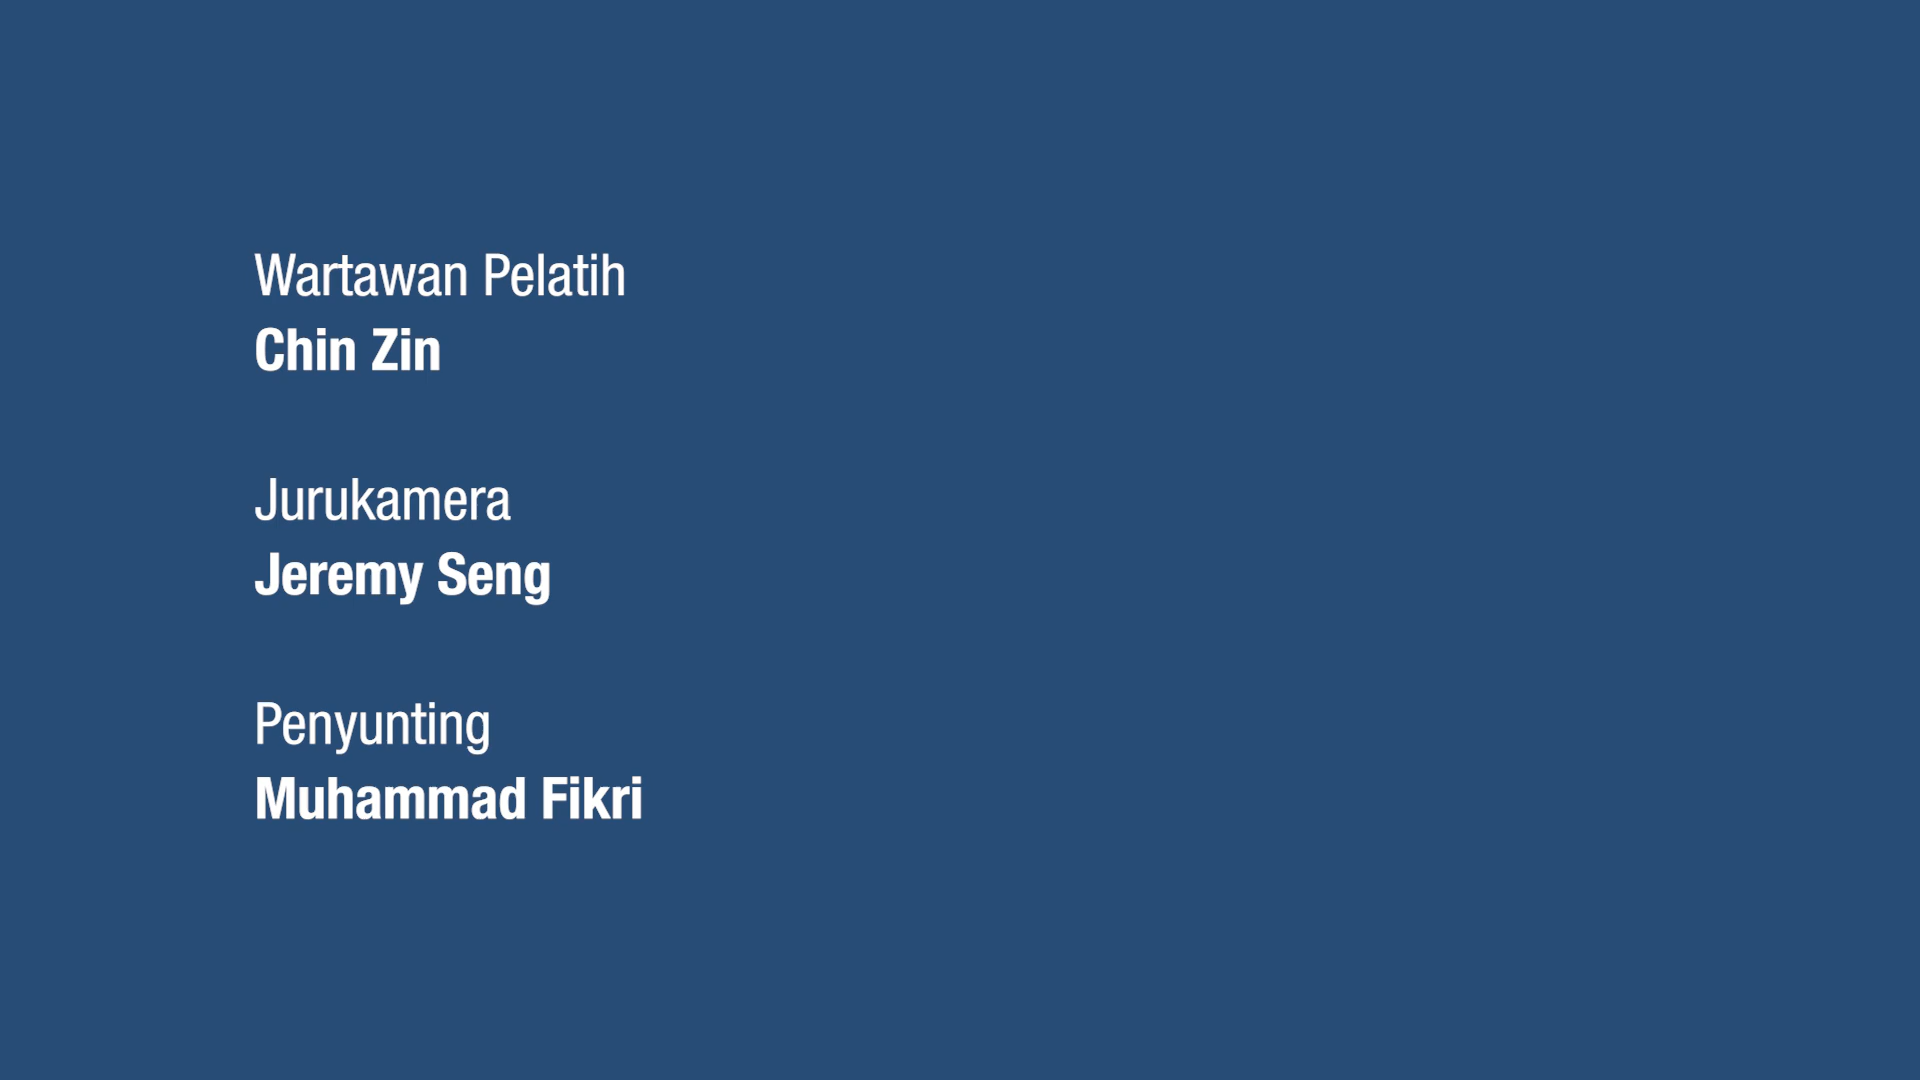 Wartawan Pelatih
Chin Zin
Jurukamera
Jeremy Seng
Penyunting
Muhammad Fikri